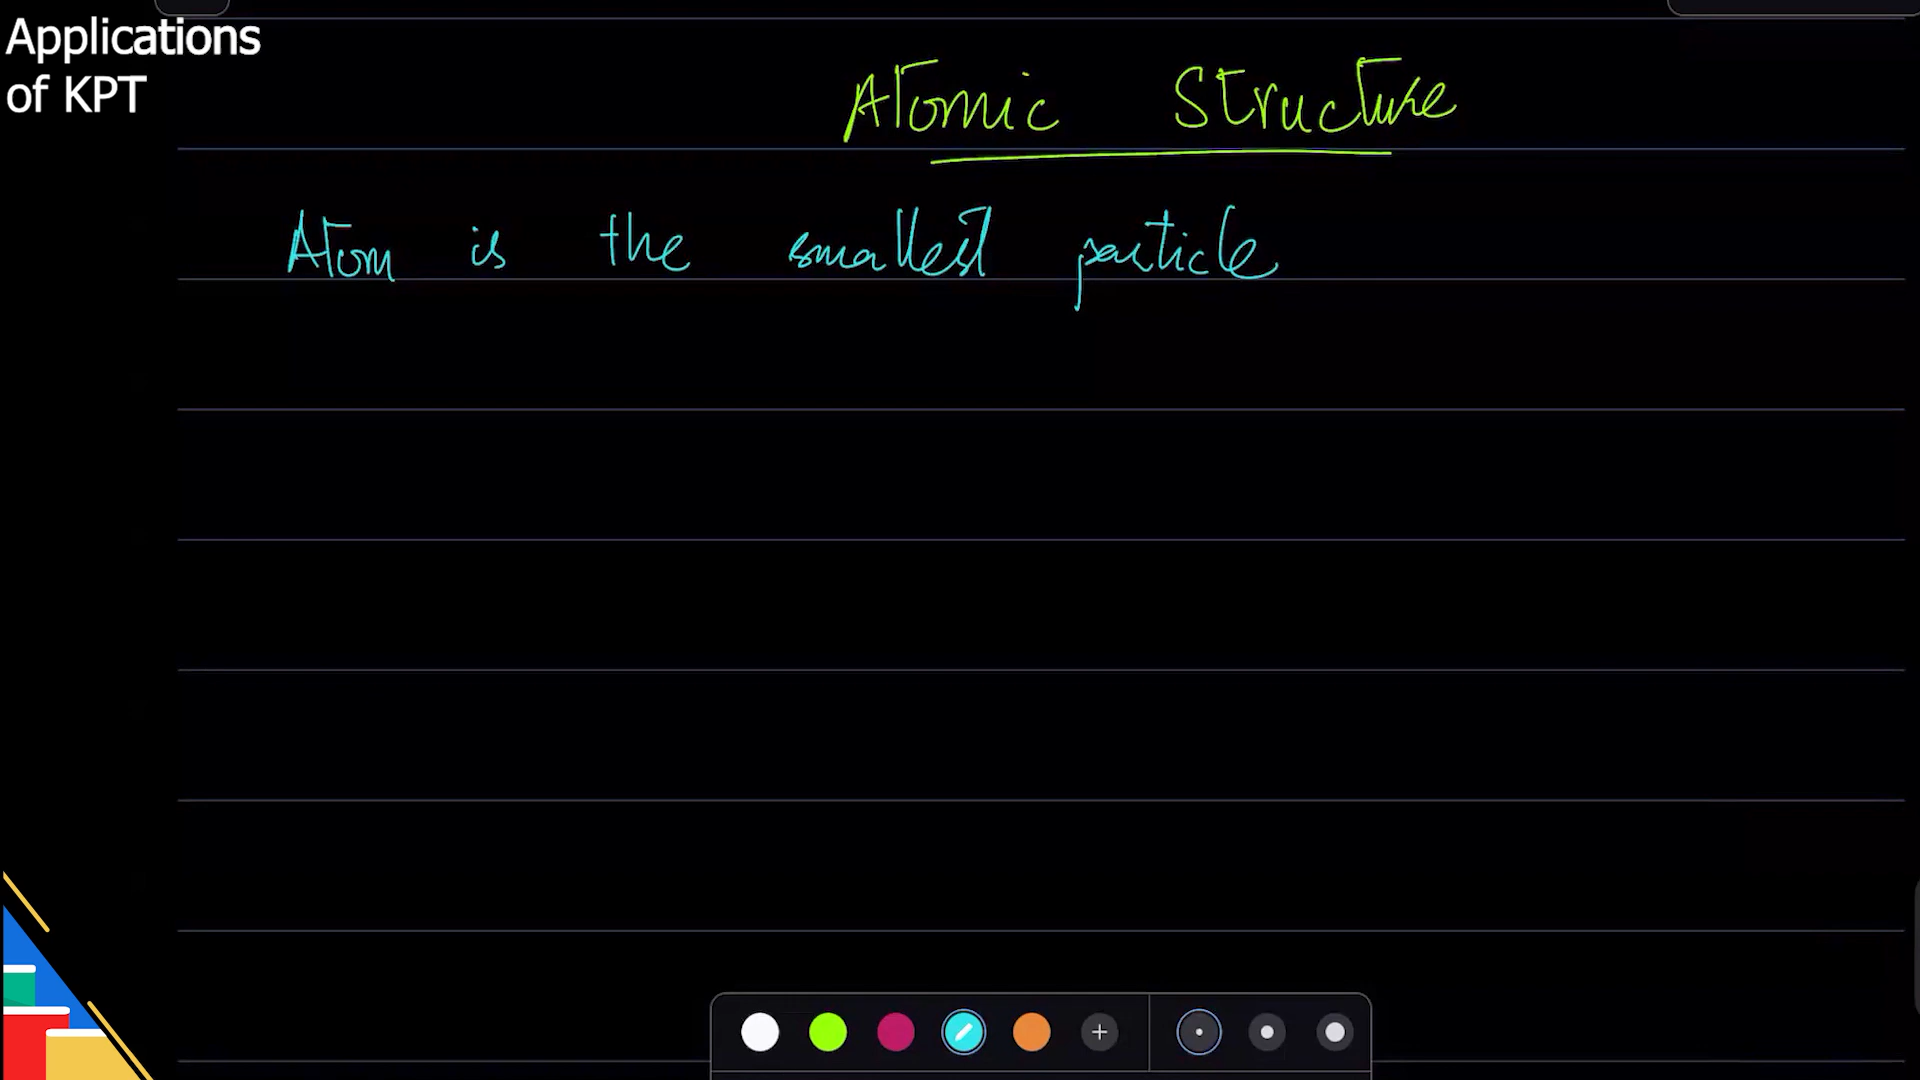 Applications
of KPT
Atomic Structure
Atom is the smallest particle